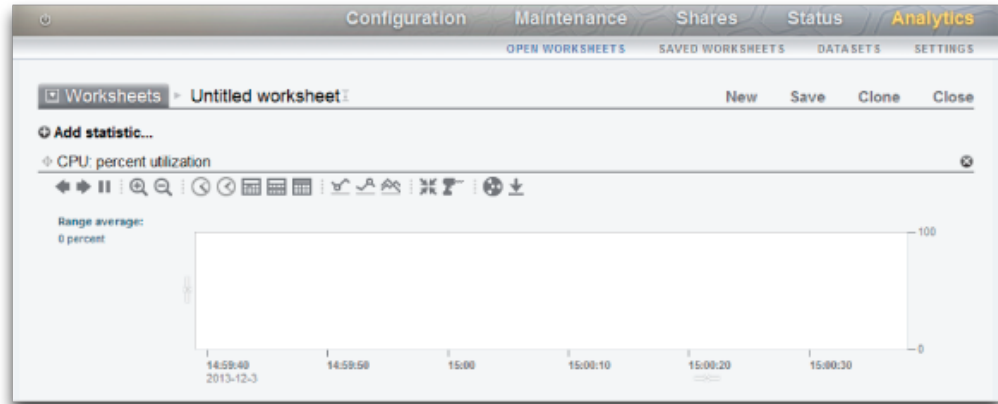 Configuration Maintenance Shares Status Analytics
OPEN WORKSHEETS SAVED WORKSHEETS DATASETS SETTINGS
Worksheets Untitled worksheet New Save Clone Close
Add statistic...
CPU: percent utilization
Range average:
0 percent
100
0
14:59:40 14:59:50 15:00 15:00:10 15:00:20 15:00:30
2013-12-3